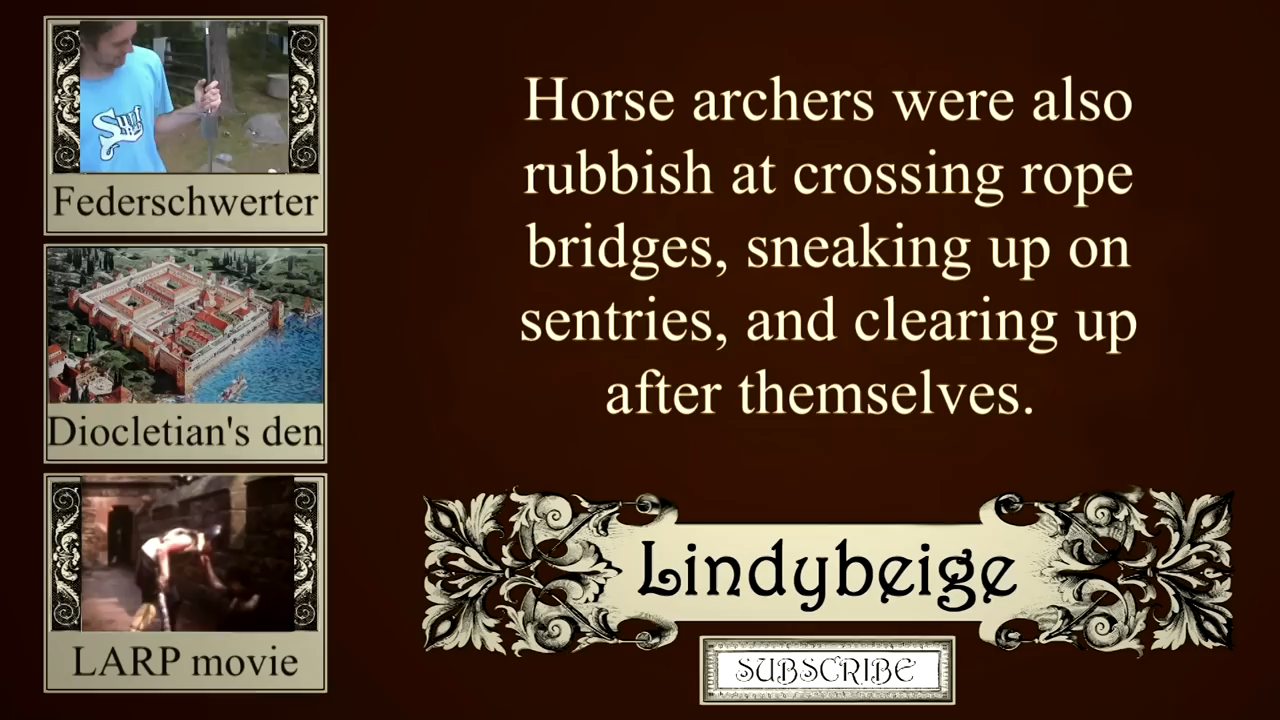 Federschwerter
Diocletian's den
LARP movie
Horse archers were also
rubbish at crossing rope
bridges, sneaking up on
sentries, and clearing up
after themselves.
Lindybeige
SUBSCRIBE